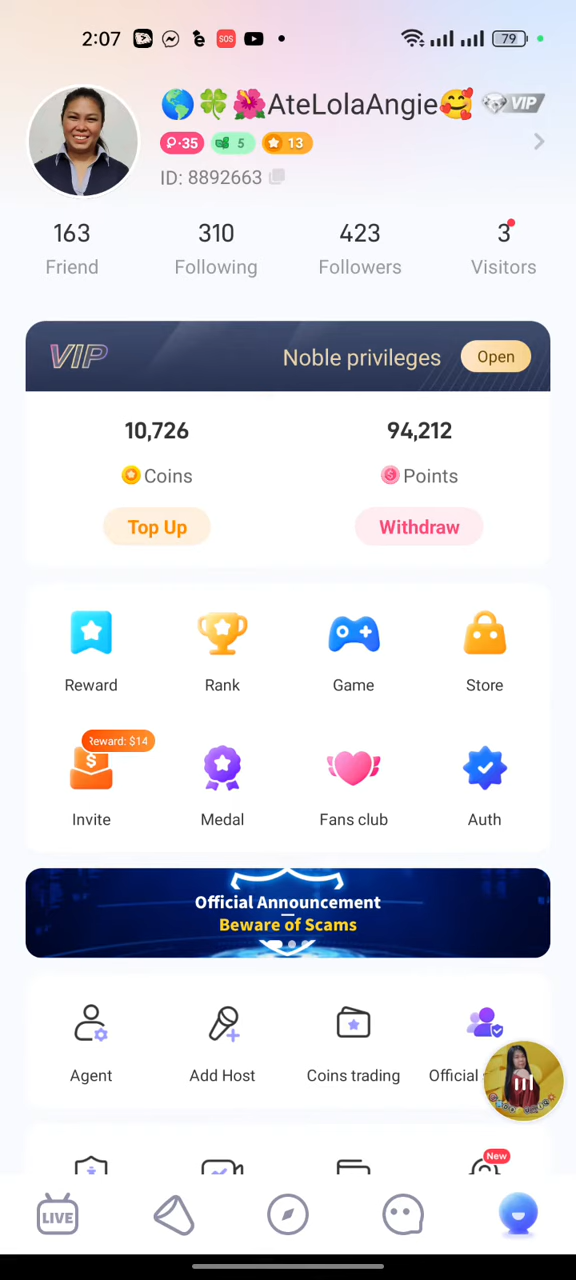 2:07
SOS
79
🌎🍀🌺AteLolaAngie🥰 VIP
35 5 13
ID: 8892663
163 310 423 3
Friend Following Followers Visitors
VIP Noble privileges Open
10,726 94,212
Coins Points
Top Up Withdraw
Reward Rank Game Store
Reward: $14
Invite Medal Fans club Auth
Official Announcement
Beware of Scams
Agent Add Host Coins trading Official
New
LIVE